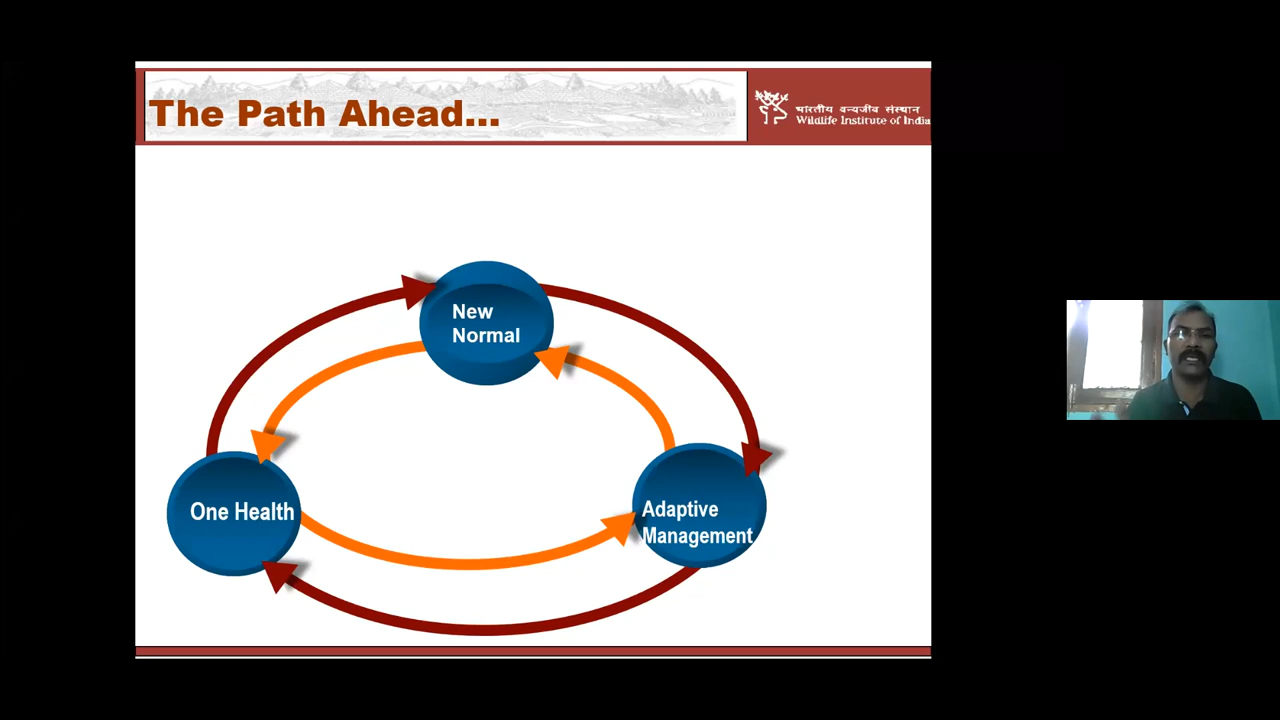 The Path Ahead...
भारतीय वन्यजीव संस्थान
Wildlife Institute of India
New
Normal
One Health
Adaptive
Management